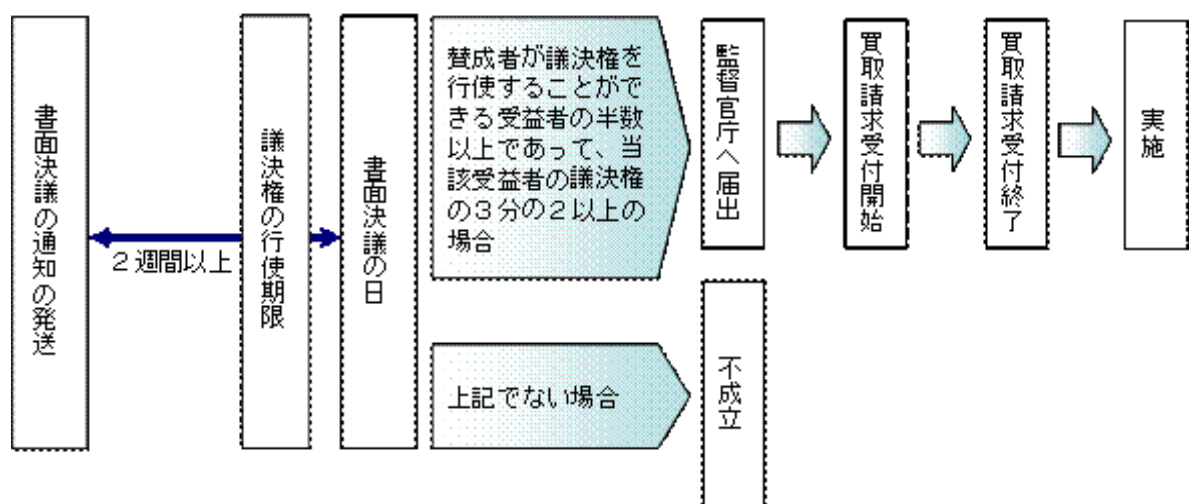 書面決議の通知の発送
2週間以上
議決権の行使期限
書面決議の日
賛成者が議決権を
行使することがで
きる受益者の半数
以上であって、当
該受益者の議決権
の3分の2以上の
場合
監督官庁へ届出
買取請求受付開始
買取請求受付終了
実施
上記でない場合
不成立